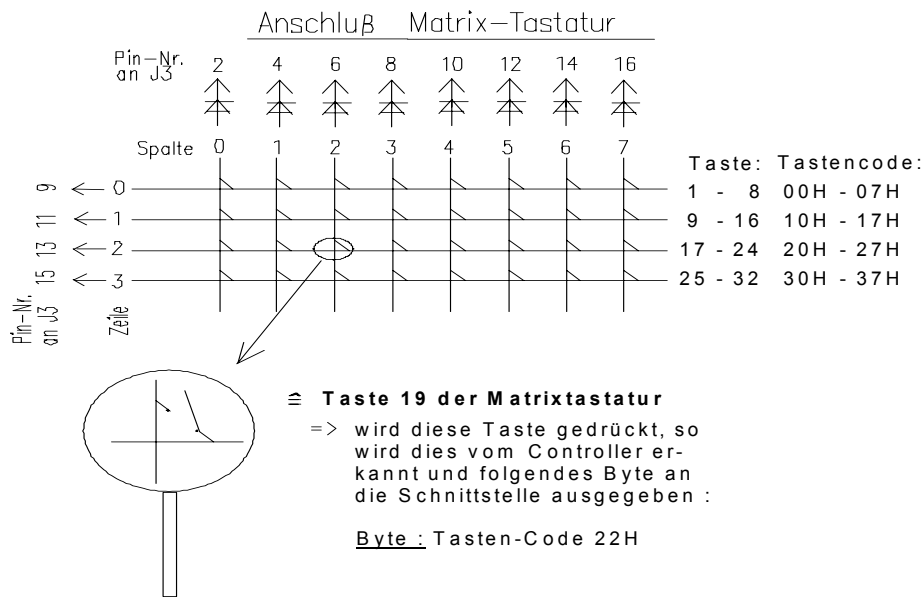 Anschluß Matrix-Tastatur
Pin-Nr. an J3
2 4 6 8 10 12 14 16
Spalte 0 1 2 3 4 5 6 7
Taste: Tastencode:
9 0 1 - 8 00H - 07H
11 1 9 - 16 10H - 17H
13 2 17 - 24 20H - 27H
15 3 25 - 32 30H - 37H
Pin-Nr. an J3
Zeile
≙ Taste 19 der Matrixtastatur
=> wird diese Taste gedrückt, so
wird dies vom Controller er-
kannt und folgendes Byte an
die Schnittstelle ausgegeben :
Byte : Tasten-Code 22H